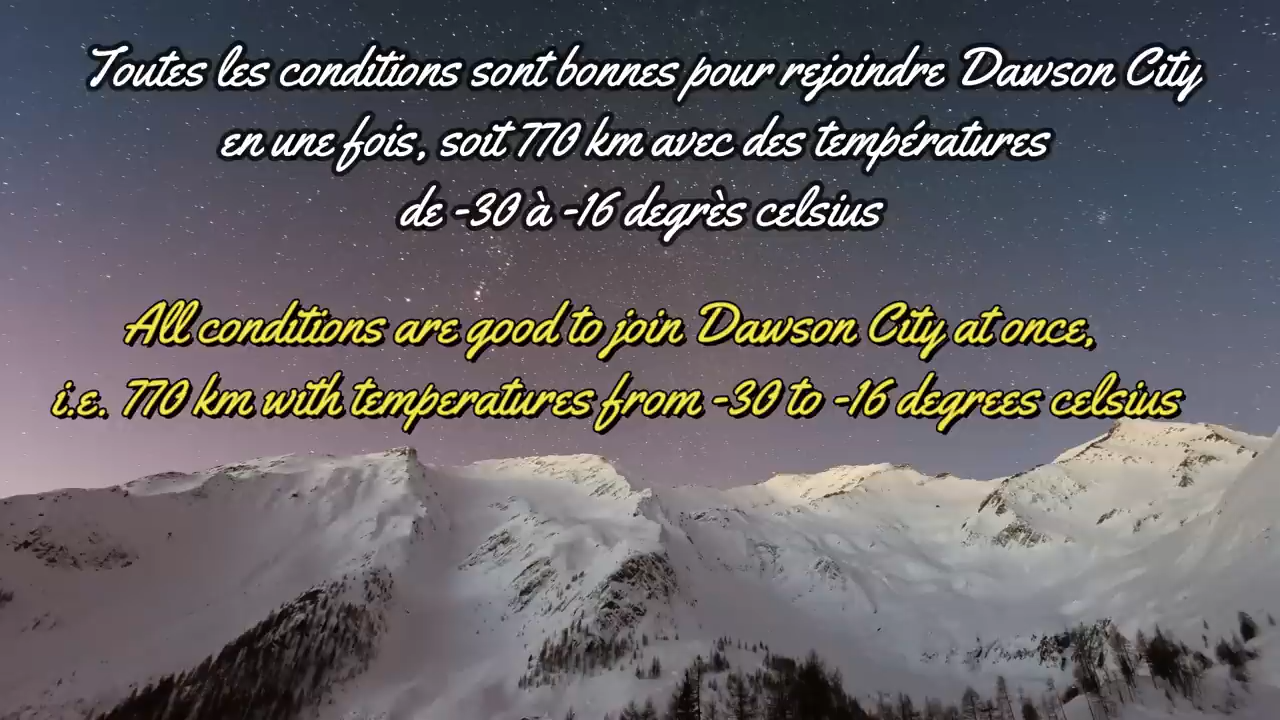 Toutes les conditions sont bonnes pour rejoindre Dawson City
en une fois, soit 770 km avec des températures
de -30 à -16 degrès celsius
All conditions are good to join Dawson City at once,
i.e. 770 km with temperatures from -30 to -16 degrees celsius